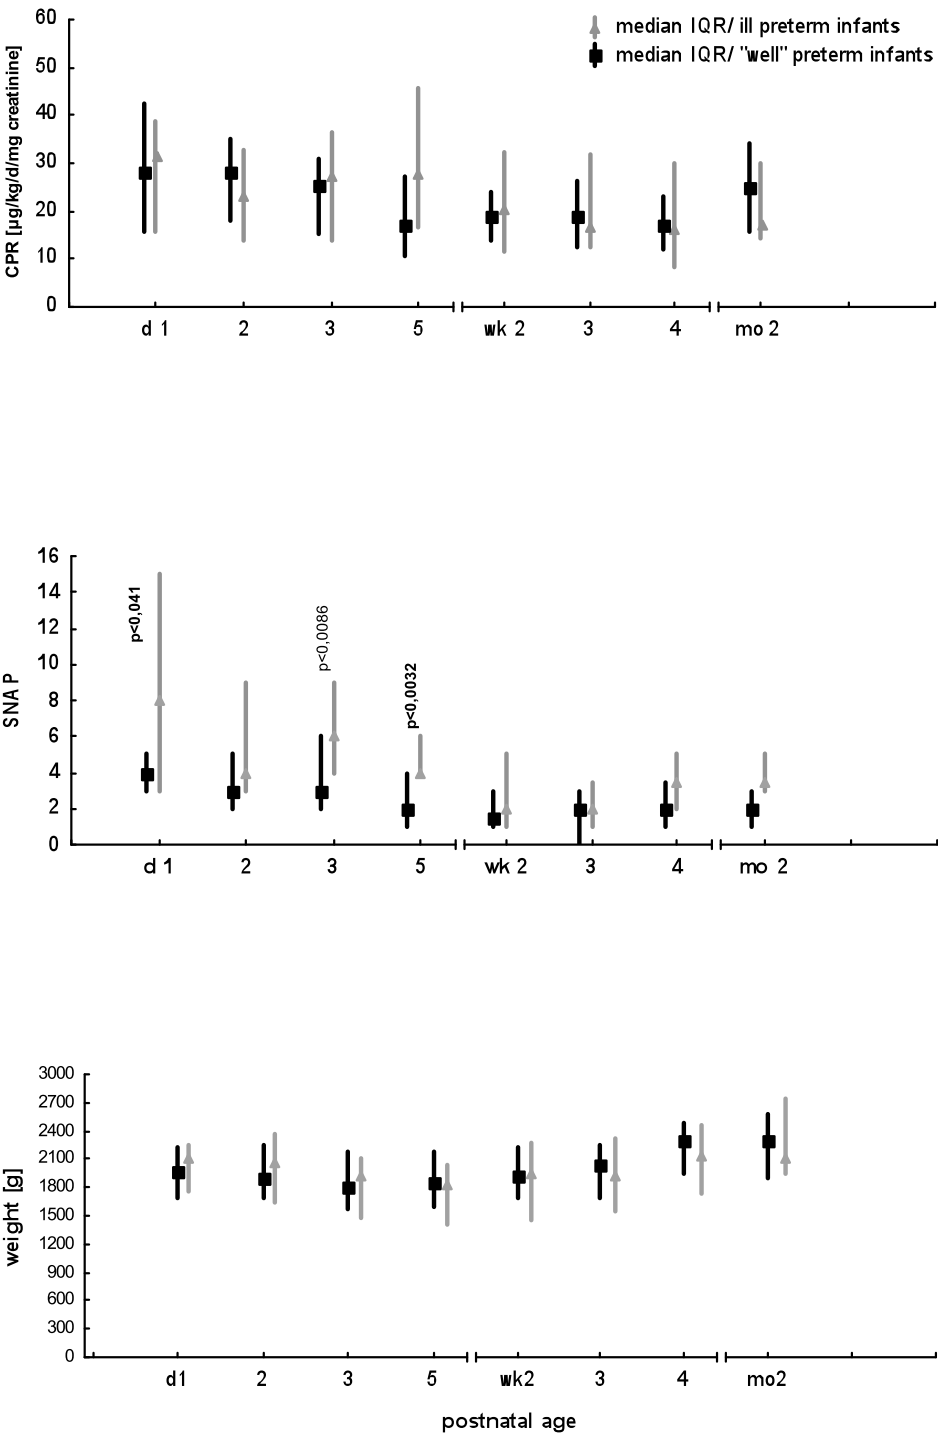 median IQR/ ill preterm infants
median IQR/ "well" preterm infants
CPR [µg/kg/d/mg creatinine]
60
50
40
30
20
10
0
d 1 2 3 5 wk 2 3 4 mo 2
SNAP
16
14
12
10
8
6
4
2
0
p<0,041
p<0,0086
p<0,0032
d 1 2 3 5 wk 2 3 4 mo 2
weight [g]
3000
2700
2400
2100
1800
1500
1200
900
600
300
0
d1 2 3 5 wk2 3 4 mo2
postnatal age